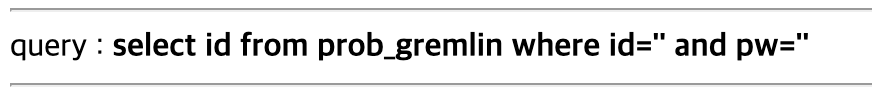 query : select id from prob_gremlin where id='' and pw=''